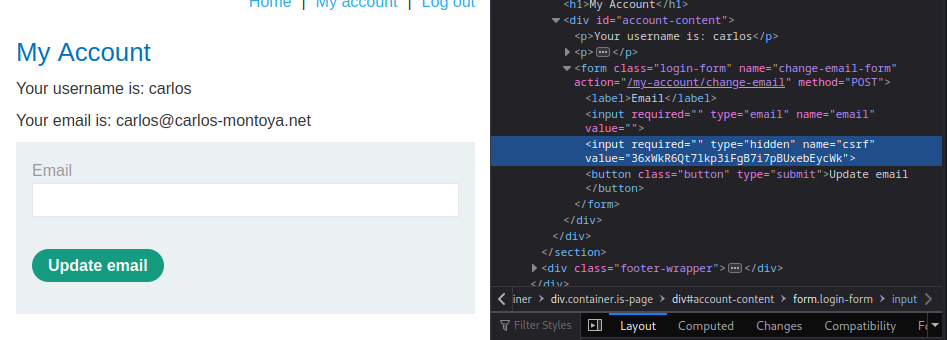 Home | My account | Log out
My Account
Your username is: carlos
Your email is: carlos@carlos-montoya.net
Email
Update email
<h1>My Account</h1>
<div id="account-content">
<p>Your username is: carlos</p>
<p></p>
<form class="login-form" name="change-email-form"
action="/my-account/change-email" method="POST">
<label>Email</label>
<input required="" type="email" name="email"
value="">
<input required="" type="hidden" name="csrf"
value="36xWkR6Qt7lkp3iFgB7i7pBUxebEycWk">
<button class="button" type="submit">Update email
</button>
</form>
</div>
</div>
</section>
<div class="footer-wrapper"></div>
</div>
iner > div.container.is-page > div#account-content > form.login-form > input
Filter Styles Layout Computed Changes Compatibility